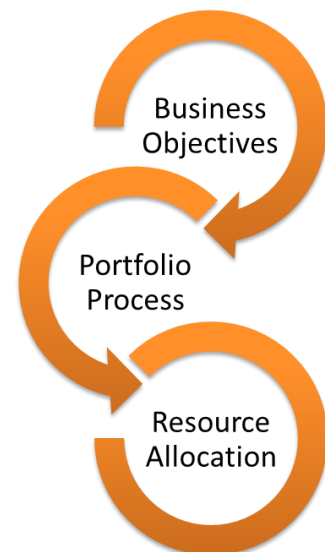 Business
Objectives
Portfolio
Process
Resource
Allocation